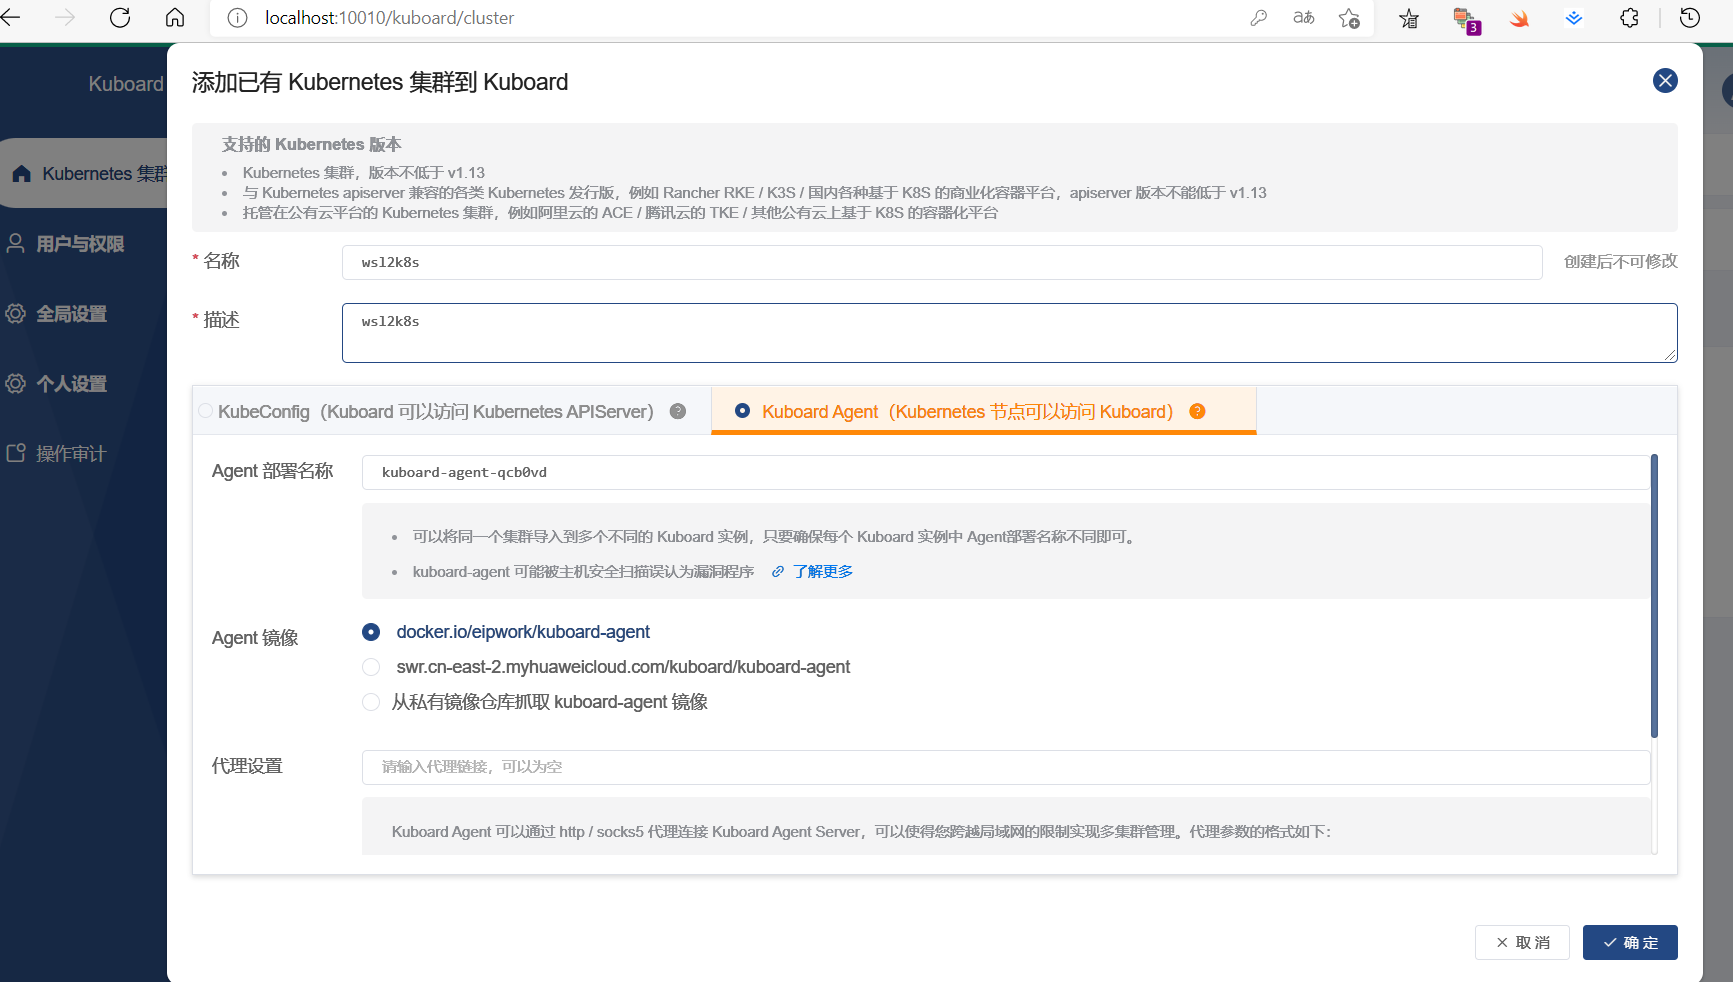 localhost:10010/kuboard/cluster
aあ
3
Kuboard
添加已有 Kubernetes 集群到 Kuboard
支持的 Kubernetes 版本
Kubernetes 集群，版本不低于 v1.13
与 Kubernetes apiserver 兼容的各类 Kubernetes 发行版，例如 Rancher RKE / K3S / 国内各种基于 K8S 的商业化容器平台，apiserver 版本不能低于 v1.13
托管在公有云平台的 Kubernetes 集群，例如阿里云的 ACE / 腾讯云的 TKE / 其他公有云上基于 K8S 的容器化平台
Kubernetes 集群
用户与权限
全局设置
个人设置
操作审计
* 名称
wsl2k8s
创建后不可修改
* 描述
wsl2k8s
KubeConfig（Kuboard 可以访问 Kubernetes APIServer）
Kuboard Agent（Kubernetes 节点可以访问 Kuboard）
Agent 部署名称
kuboard-agent-qcb0vd
可以将同一个集群导入到多个不同的 Kuboard 实例，只要确保每个 Kuboard 实例中 Agent部署名称不同即可。
kuboard-agent 可能被主机安全扫描误认为漏洞程序 了解更多
Agent 镜像
docker.io/eipwork/kuboard-agent
swr.cn-east-2.myhuaweicloud.com/kuboard/kuboard-agent
从私有镜像仓库抓取 kuboard-agent 镜像
代理设置
请输入代理链接，可以为空
Kuboard Agent 可以通过 http / socks5 代理连接 Kuboard Agent Server，可以使得您跨越局域网的限制实现多集群管理。代理参数的格式如下：
取 消
确 定